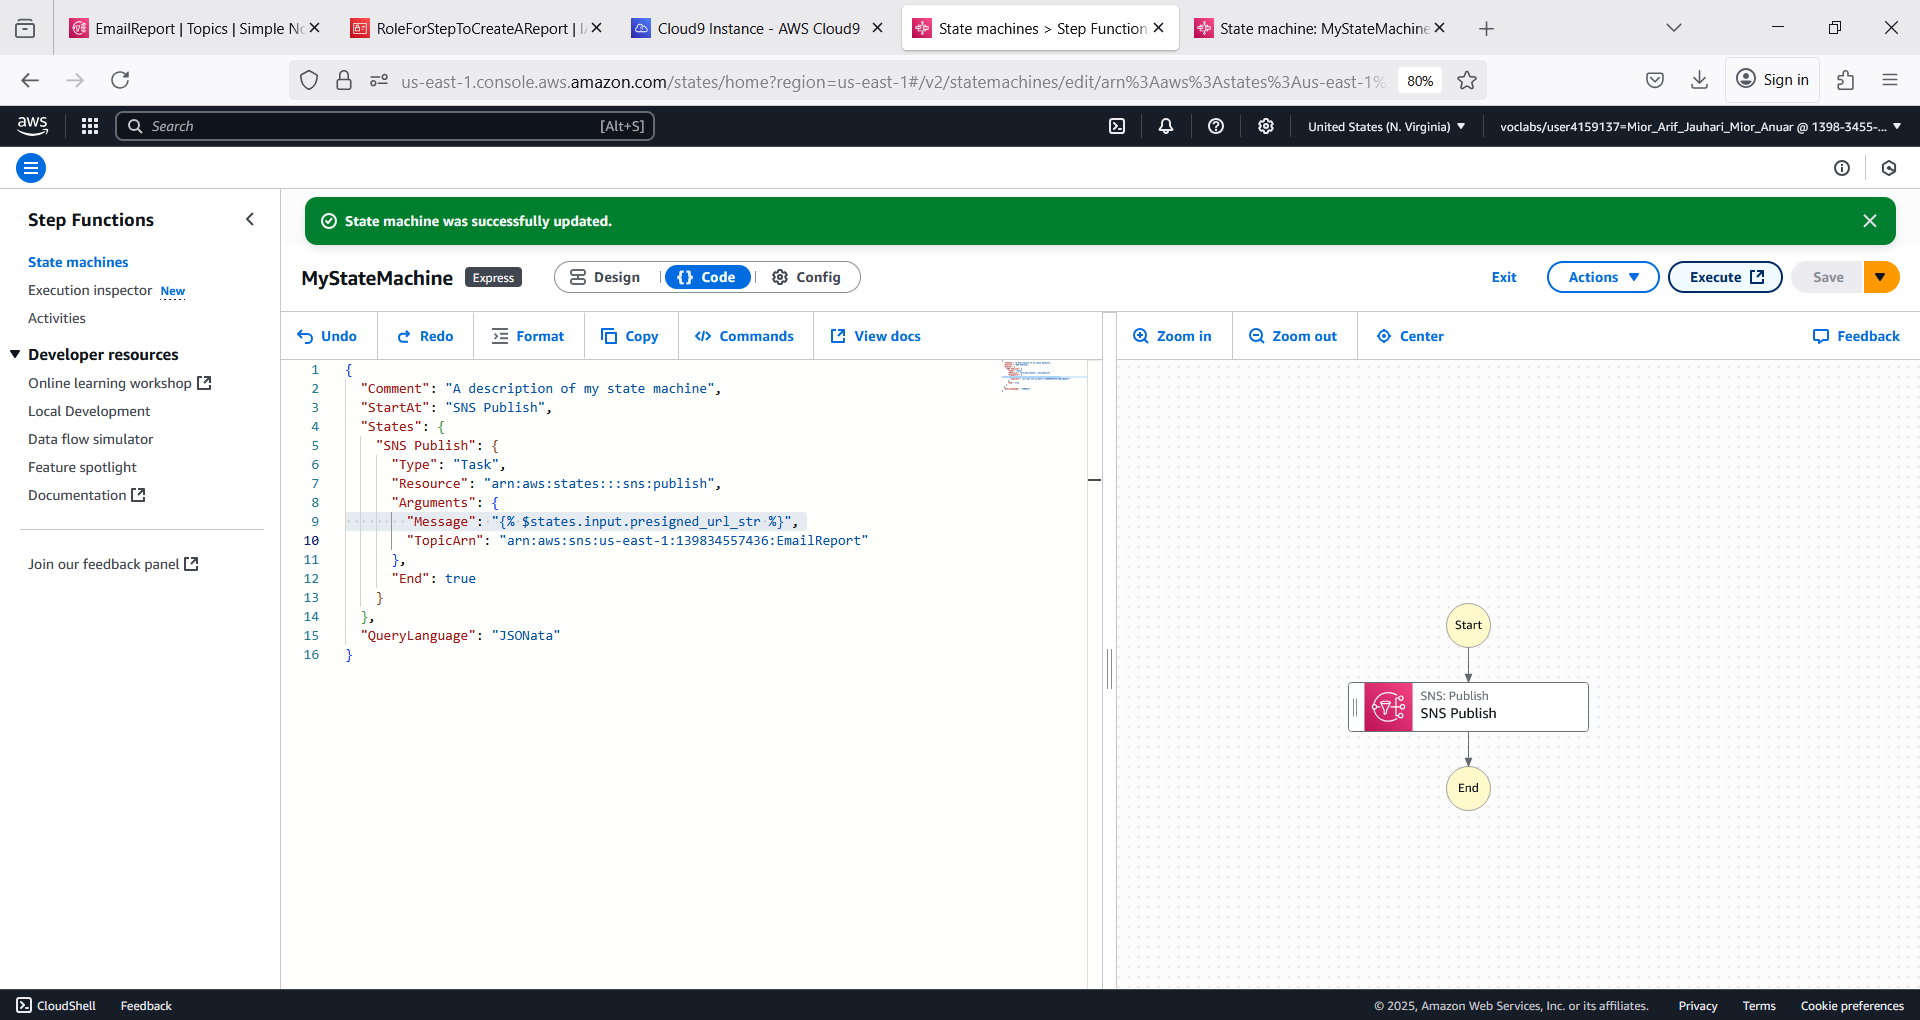 EmailReport | Topics | Simple No
RoleForStepToCreateAReport | IA
Cloud9 Instance - AWS Cloud9
State machines > Step Function
State machine: MyStateMachine
us-east-1.console.aws.amazon.com/states/home?region=us-east-1#/v2/statemachines/edit/arn%3Aaws%3Astates%3Aus-east-1%
80%
Sign in
aws
Search
[Alt+S]
United States (N. Virginia)
voclabs/user4159137=Mior_Arif_Jauhari_Mior_Anuar @ 1398-3455-...
Step Functions
State machines
Execution inspector New
Activities
Developer resources
Online learning workshop
Local Development
Data flow simulator
Feature spotlight
Documentation
Join our feedback panel
State machine was successfully updated.
MyStateMachine
Express
Design
{} Code
Config
Exit
Actions
Execute
Save
Undo
Redo
Format
Copy
Commands
View docs
Zoom in
Zoom out
Center
Feedback
1 {
2 "Comment": "A description of my state machine",
3 "StartAt": "SNS Publish",
4 "States": {
5 "SNS Publish": {
6 "Type": "Task",
7 "Resource": "arn:aws:states:::sns:publish",
8 "Arguments": {
9 "Message": "{% $states.input.presigned_url_str %}",
10 "TopicArn": "arn:aws:sns:us-east-1:139834557436:EmailReport"
11 },
12 "End": true
13 }
14 },
15 "QueryLanguage": "JSONata"
16 }
Start
SNS: Publish
SNS Publish
End
CloudShell
Feedback
© 2025, Amazon Web Services, Inc. or its affiliates.
Privacy
Terms
Cookie preferences